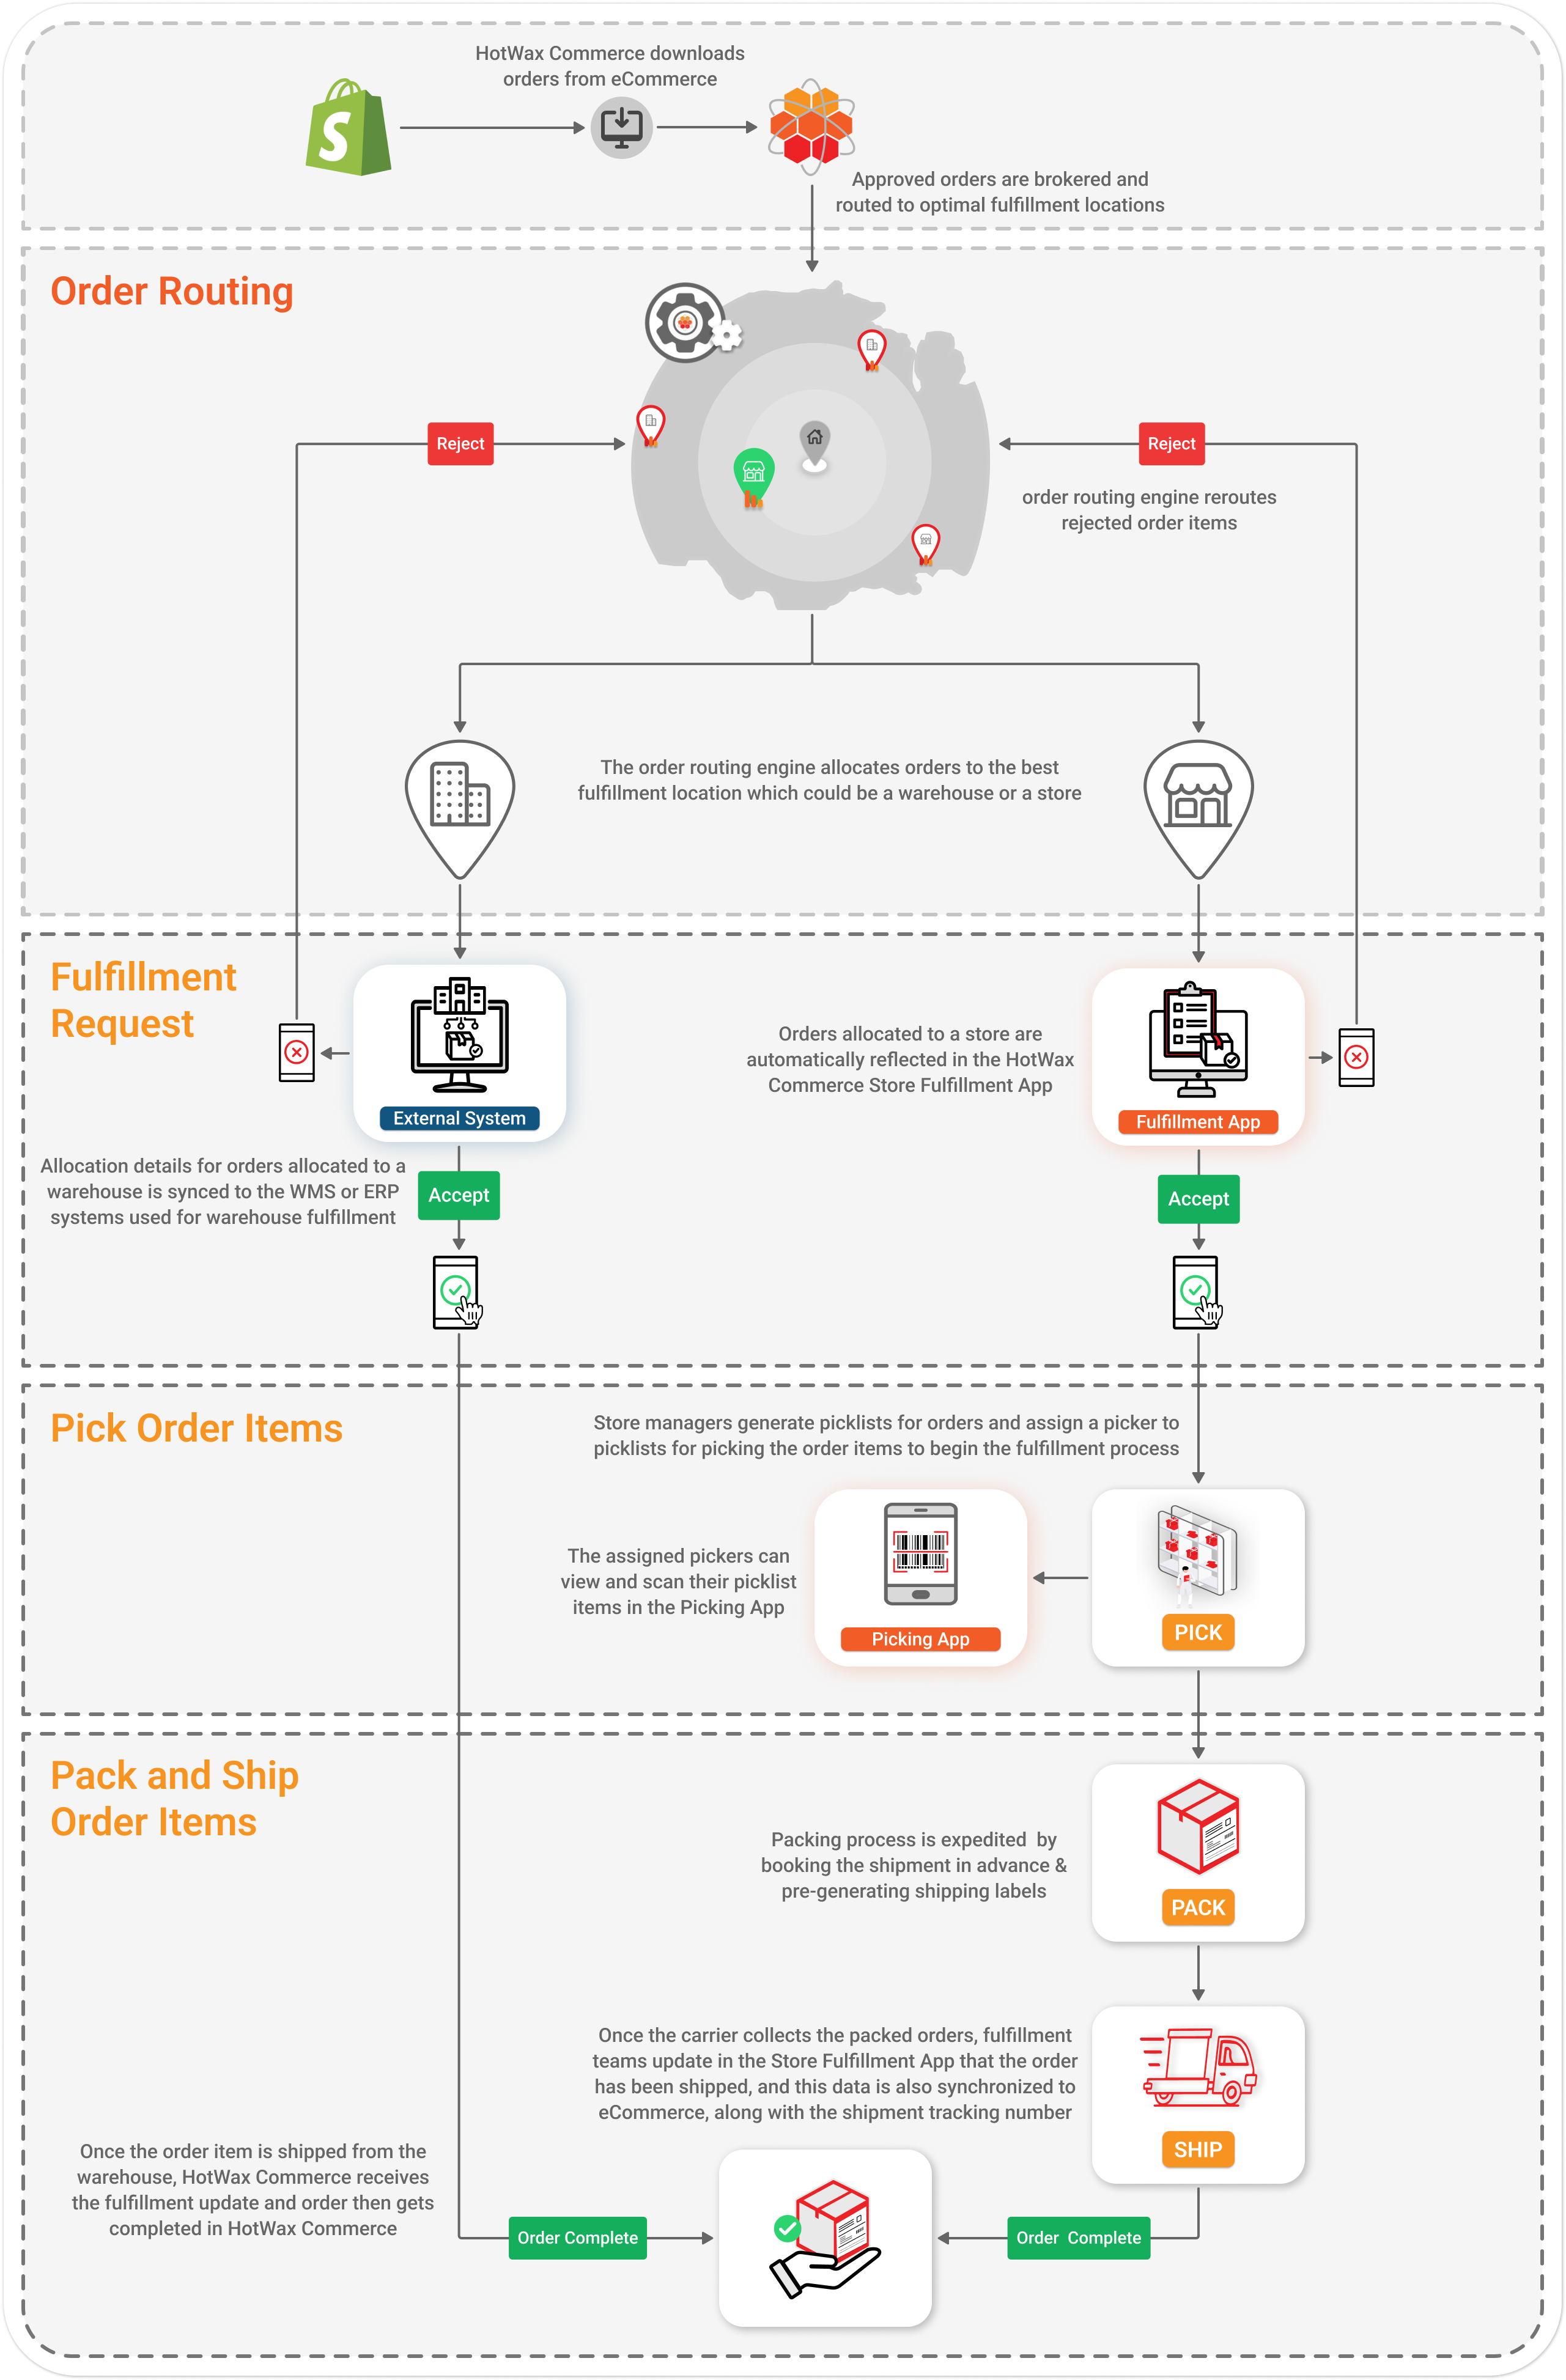 HotWax Commerce downloads
orders from eCommerce
S
Approved orders are brokered and
routed to optimal fulfillment locations
Order Routing
Reject
Reject
order routing engine reroutes
rejected order items
The order routing engine allocates orders to the best
fulfillment location which could be a warehouse or a store
Fulfillment
Request
External System
Orders allocated to a store are
automatically reflected in the HotWax
Commerce Store Fulfillment App
Fulfillment App
Allocation details for orders allocated to a
warehouse is synced to the WMS or ERP
systems used for warehouse fulfillment
Accept
Accept
Pick Order Items
Store managers generate picklists for orders and assign a picker to
picklists for picking the order items to begin the fulfillment process
The assigned pickers can
view and scan their picklist
items in the Picking App
Picking App
PICK
Pack and Ship
Order Items
Packing process is expedited  by
booking the shipment in advance &
pre-generating shipping labels
PACK
Once the carrier collects the packed orders, fulfillment
teams update in the Store Fulfillment App that the order
has been shipped, and this data is also synchronized to
eCommerce, along with the shipment tracking number
SHIP
Once the order item is shipped from the
warehouse, HotWax Commerce receives
the fulfillment update and order then gets
completed in HotWax Commerce
Order Complete
Order  Complete